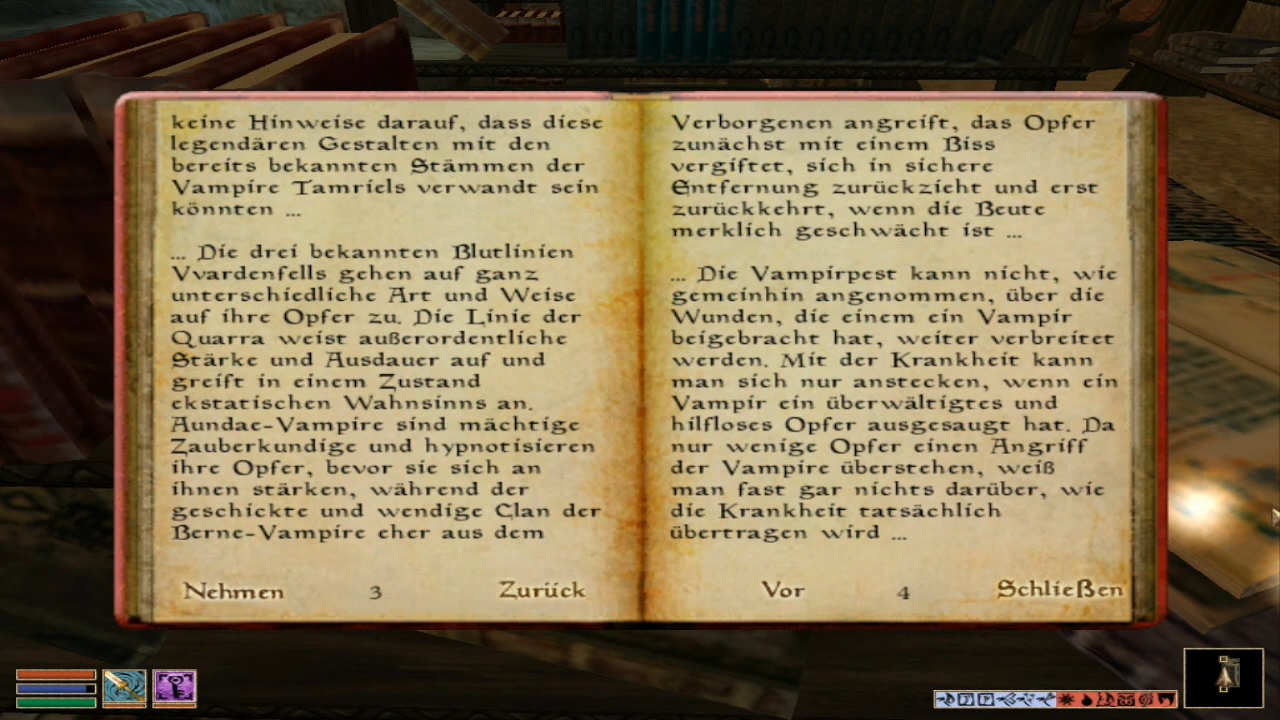 keine Hinweise darauf, dass diese
legendären Gestalten mit den
bereits bekannten Stämmen der
Vampire Tamriels verwandt sein
könnten ...
... Die drei bekannten Blutlinien
Vvardenfells gehen auf ganz
unterschiedliche Art und Weise
auf ihre Opfer zu. Die Linie der
Quarra weist außerordentliche
Stärke und Ausdauer auf und
greift in einem Zustand
ekstatischen Wahnsinns an.
Aundae-Vampire sind mächtige
Zauberkundige und hypnotisieren
ihre Opfer, bevor sie sich an
ihnen stärken, während der
geschickte und wendige Clan der
Berne-Vampire eher aus dem
Verborgenen angreift, das Opfer
zunächst mit einem Biss
vergiftet, sich in sichere
Entfernung zurückzieht und erst
zurückkehrt, wenn die Beute
merklich geschwächt ist ...
... Die Vampirpest kann nicht, wie
gemeinhin angenommen, über die
Wunden, die einem ein Vampir
beigebracht hat, weiter verbreitet
werden. Mit der Krankheit kann
man sich nur anstecken, wenn ein
Vampir ein überwältigtes und
hilfloses Opfer ausgesaugt hat. Da
nur wenige Opfer einen Angriff
der Vampire überstehen, weiß
man fast gar nichts darüber, wie
die Krankheit tatsächlich
übertragen wird ...
Nehmen 3 Zurück Vor 4 Schließen